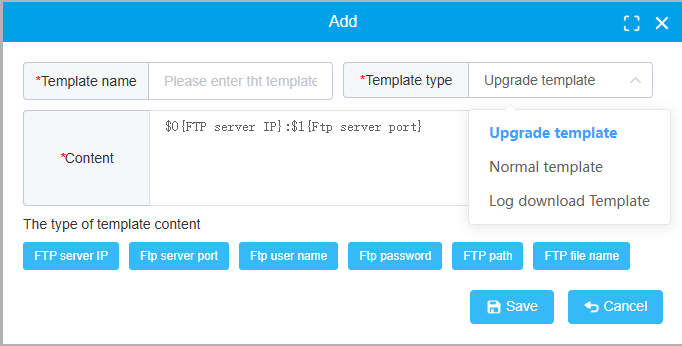 Add
*Template name
Please enter tht template
*Template type
Upgrade template
*Content
$0{FTP server IP}:$1{Ftp server port}
Upgrade template
Normal template
Log download Template
The type of template content
FTP server IP
Ftp server port
Ftp user name
Ftp password
FTP path
FTP file name
Save
Cancel